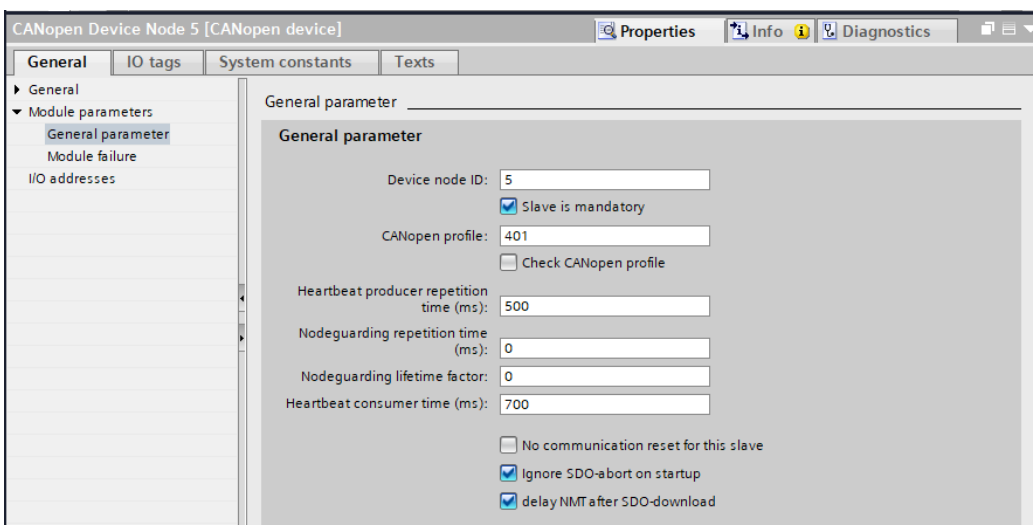 CANopen Device Node 5 [CANopen device]
Properties
Info
Diagnostics
General
IO tags
System constants
Texts
General
Module parameters
General parameter
Module failure
I/O addresses
General parameter
General parameter
Device node ID: 5
Slave is mandatory
CANopen profile: 401
Check CANopen profile
Heartbeat producer repetition
time (ms): 500
Nodeguarding repetition time
(ms): 0
Nodeguarding lifetime factor: 0
Heartbeat consumer time (ms): 700
No communication reset for this slave
Ignore SDO-abort on startup
delay NMT after SDO-download